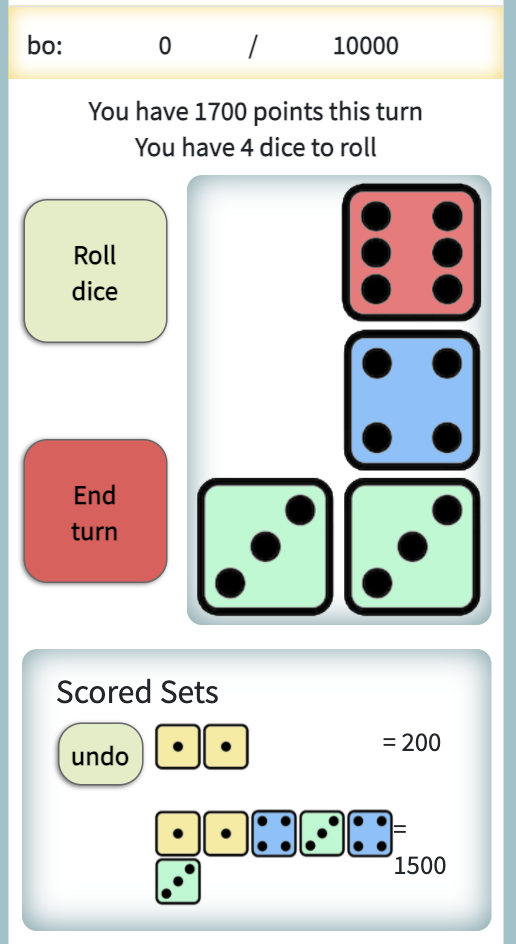 bo: 0 / 10000
You have 1700 points this turn
You have 4 dice to roll
Roll
dice
End
turn
Scored Sets
undo
= 200
=
1500